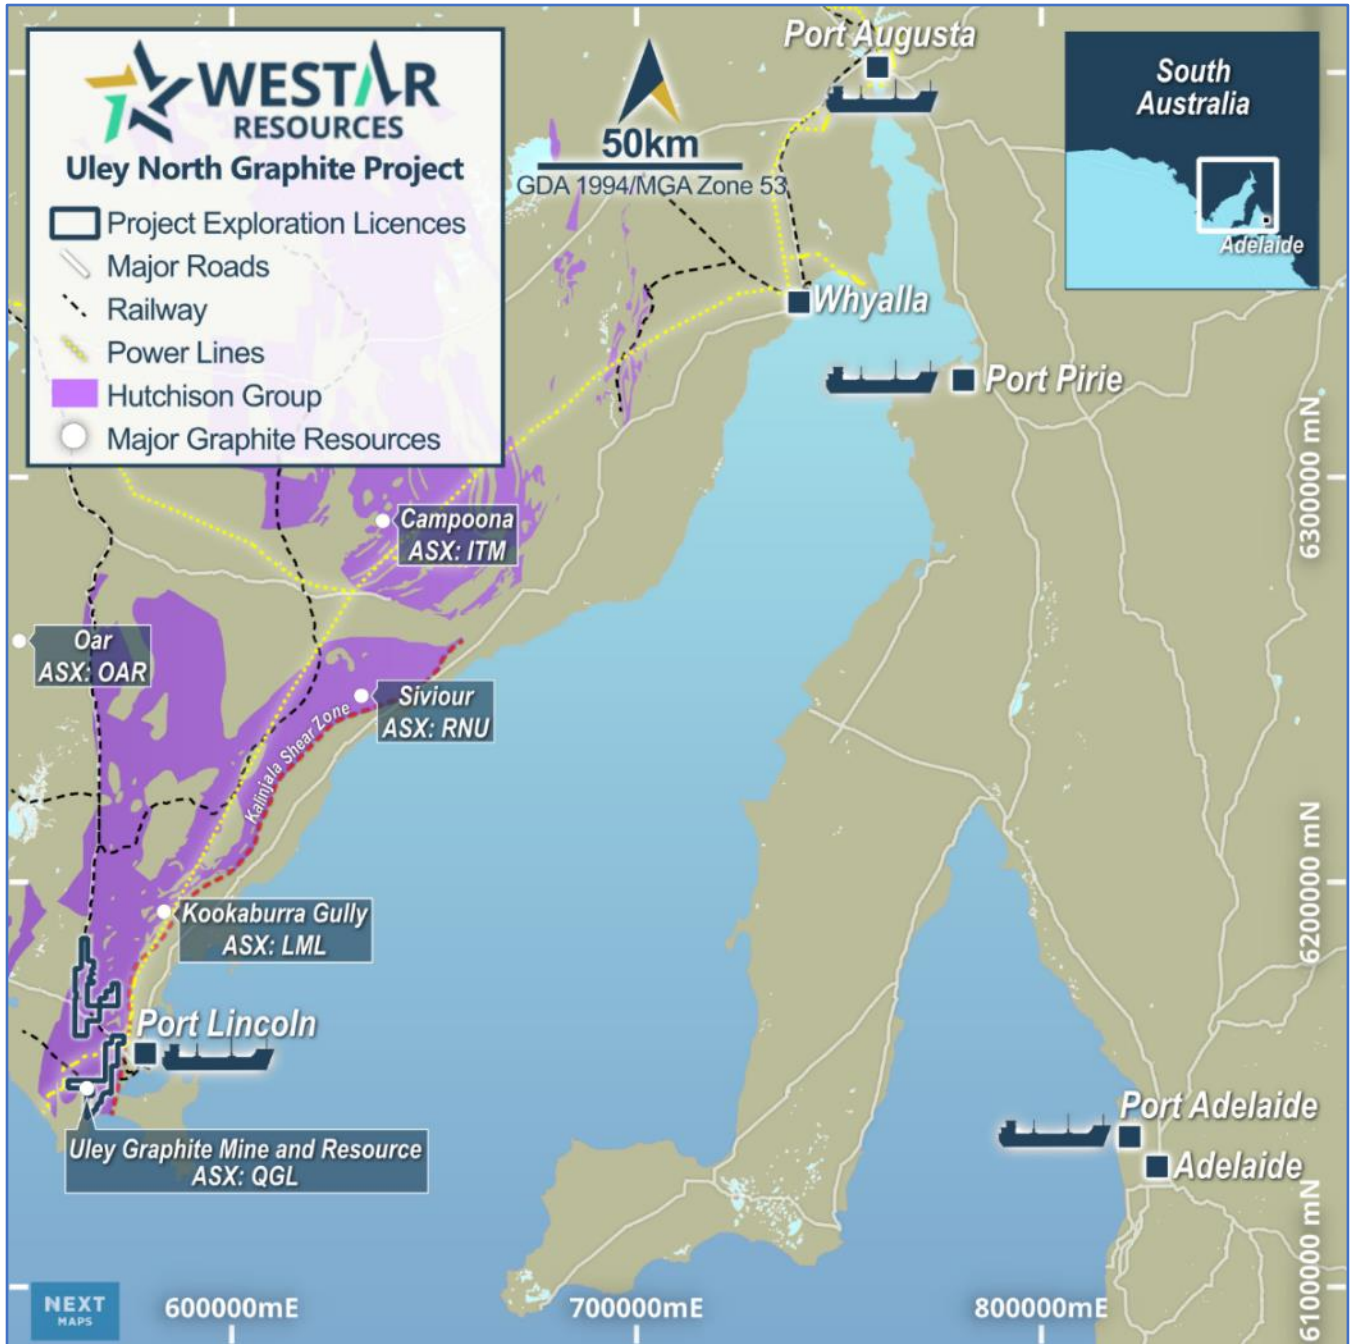 WESTAR
RESOURCES
Uley North Graphite Project
Project Exploration Licences
Major Roads
Railway
Power Lines
Hutchison Group
Major Graphite Resources
50km
GDA 1994/MGA Zone 53
Port Augusta
South
Australia
Adelaide
Whyalla
Port Pirie
6300000 mN
Campoona
ASX: ITM
Oar
ASX: OAR
Siviour
ASX: RNU
Kalinjala Shear Zone
6200000 mN
Kookaburra Gully
ASX: LML
Port Lincoln
Uley Graphite Mine and Resource
ASX: QGL
Port Adelaide
Adelaide
6100000 mN
NEXT
MAPS
600000mE
700000mE
800000mE